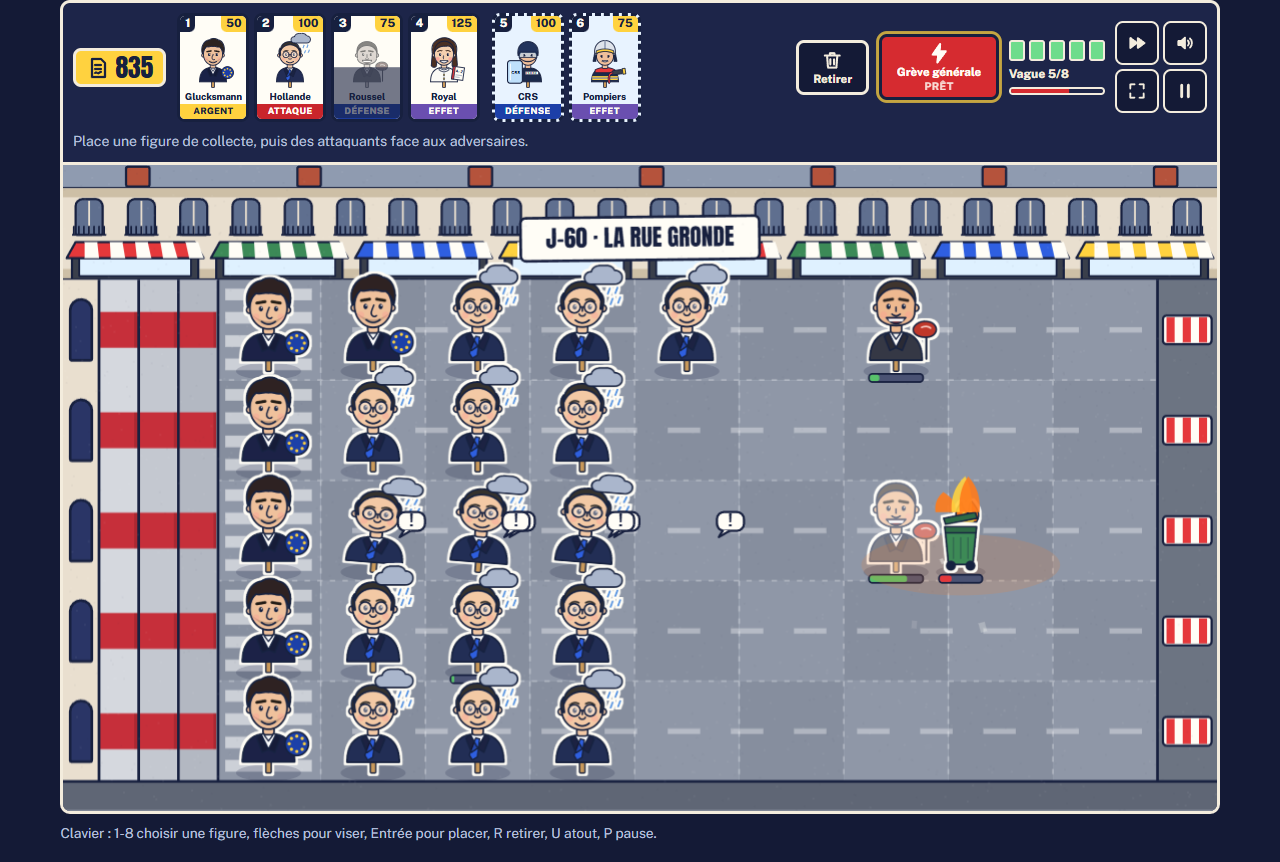 835
1 50
Glucksmann
ARGENT
2 100
Hollande
ATTAQUE
3 75
Roussel
DÉFENSE
4 125
Royal
EFFET
5 100
CRS
CRS
DÉFENSE
6 75
Pompiers
EFFET
Retirer
Grève générale
PRÊT
Vague 5/8
Place une figure de collecte, puis des attaquants face aux adversaires.
J-60 · LA RUE GRONDE
!
!
!
!
Clavier : 1-8 choisir une figure, flèches pour viser, Entrée pour placer, R retirer, U atout, P pause.